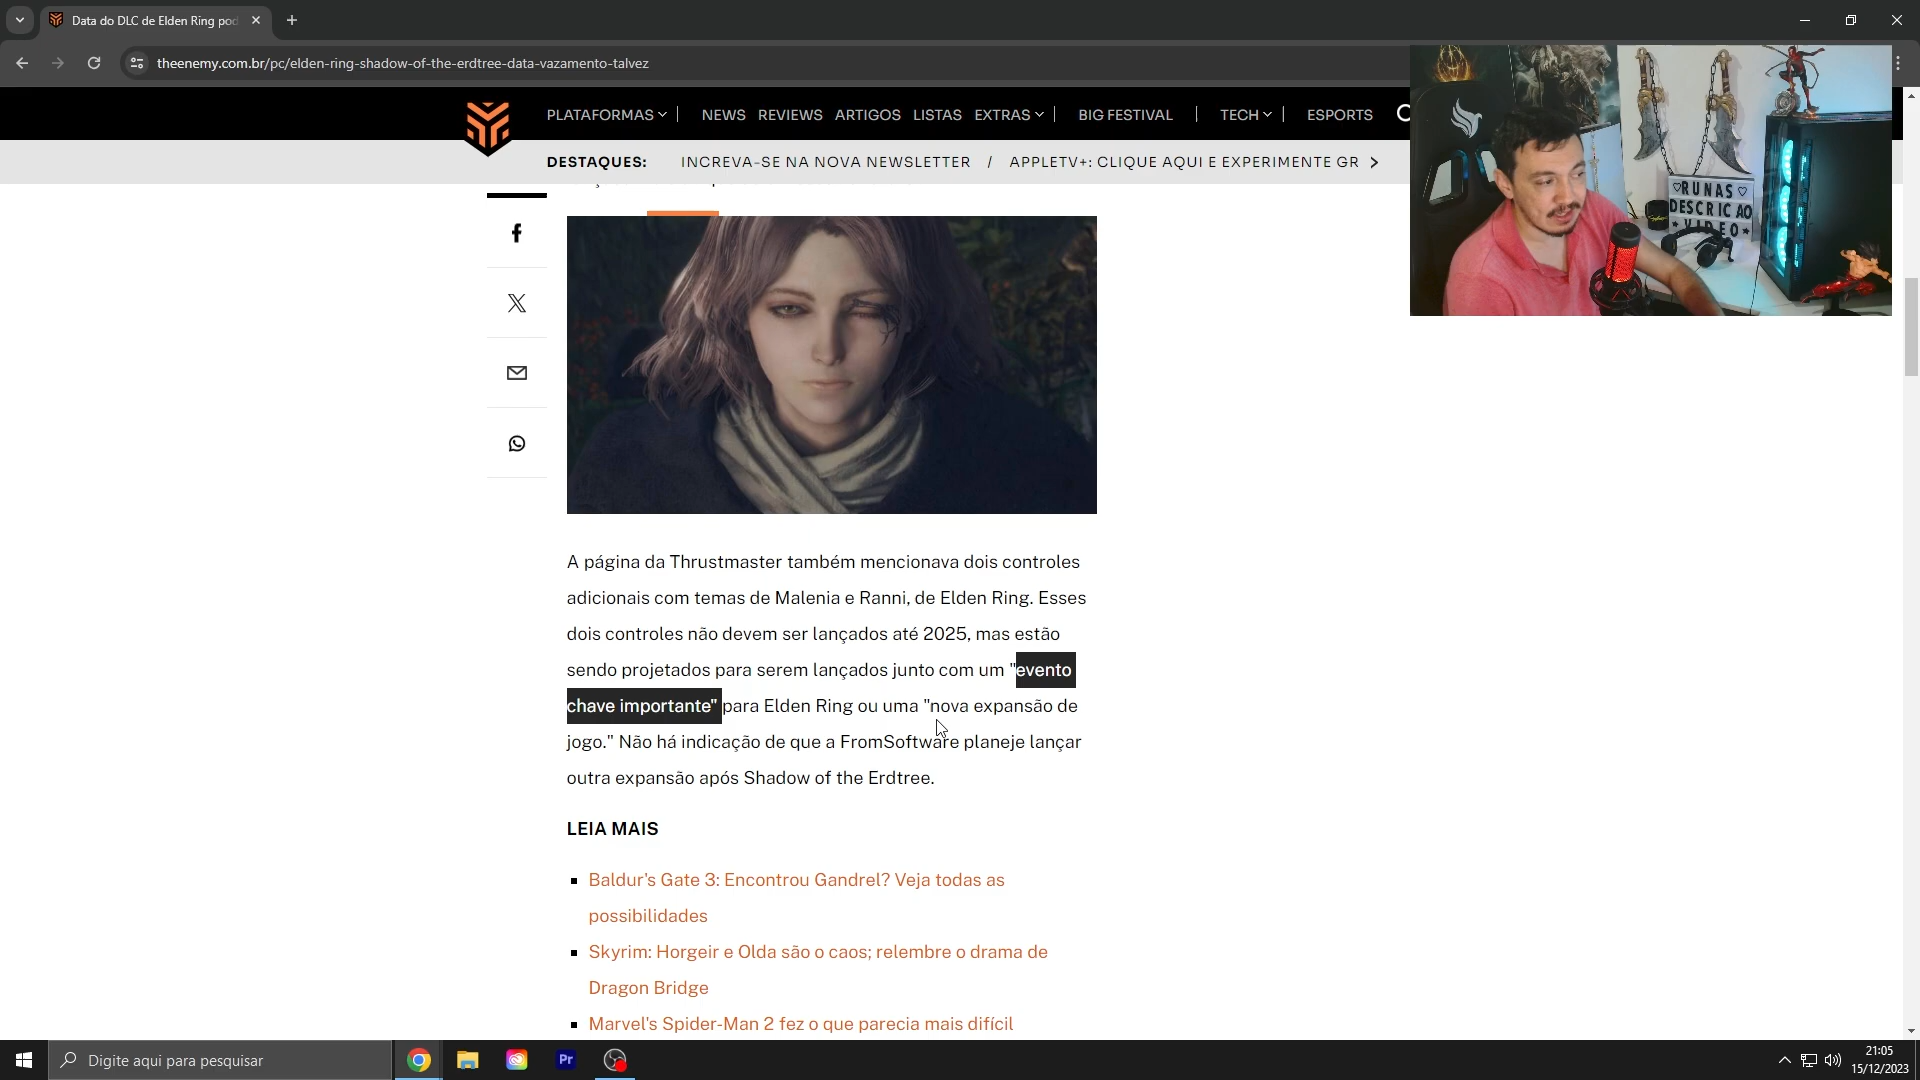 Data do DLC de Elden Ring pod
theenemy.com.br/pc/elden-ring-shadow-of-the-erdtree-data-vazamento-talvez
PLATAFORMAS | NEWS REVIEWS ARTIGOS LISTAS EXTRAS | BIG FESTIVAL | TECH | ESPORTS
DESTAQUES: INCREVA-SE NA NOVA NEWSLETTER / APPLETV+: CLIQUE AQUI E EXPERIMENTE GR
♡RUNAS♡
DESCRICAO
★VIDEO★
A página da Thrustmaster também mencionava dois controles
adicionais com temas de Malenia e Ranni, de Elden Ring. Esses
dois controles não devem ser lançados até 2025, mas estão
sendo projetados para serem lançados junto com um "evento
chave importante" para Elden Ring ou uma "nova expansão de
jogo." Não há indicação de que a FromSoftware planeje lançar
outra expansão após Shadow of the Erdtree.
LEIA MAIS
Baldur's Gate 3: Encontrou Gandrel? Veja todas as
possibilidades
Skyrim: Horgeir e Olda são o caos; relembre o drama de
Dragon Bridge
Marvel's Spider-Man 2 fez o que parecia mais difícil
Digite aqui para pesquisar
Pr
21:05
15/12/2023